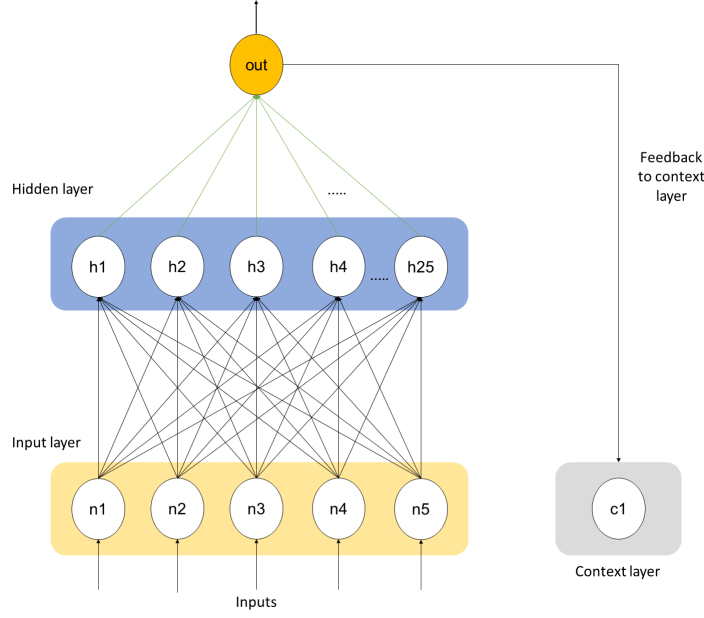 out
Feedback
to context
layer
Hidden layer
.....
h1 h2 h3 h4 ..... h25
Input layer
n1 n2 n3 n4 n5 c1
Context layer
Inputs